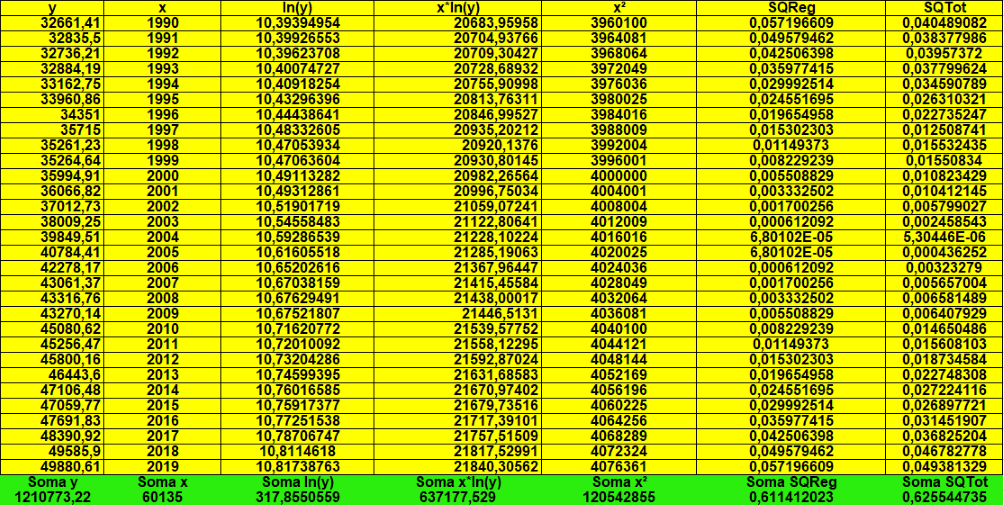 y x ln(y) x*ln(y) x² SQReg SQTot
32661,41 1990 10,39394954 20683,95958 3960100 0,057196609 0,040489082
32835,5 1991 10,39926553 20704,93766 3964081 0,049579462 0,038377986
32736,21 1992 10,39623708 20709,30427 3968064 0,042506398 0,03957372
32884,19 1993 10,40074727 20728,68932 3972049 0,035977415 0,037799624
33162,75 1994 10,40918254 20755,90998 3976036 0,029992514 0,034590789
33960,86 1995 10,43296396 20813,76311 3980025 0,024551695 0,026310321
34351 1996 10,44438641 20846,99527 3984016 0,019654958 0,022735247
35715 1997 10,48332605 20935,20212 3988009 0,015302303 0,012508741
35261,23 1998 10,47053934 20920,1376 3992004 0,01149373 0,015532435
35264,64 1999 10,47063604 20930,80145 3996001 0,008229239 0,01550834
35994,91 2000 10,49113282 20982,26564 4000000 0,005508829 0,010823429
36066,82 2001 10,49312861 20996,75034 4004001 0,003332502 0,010412145
37012,73 2002 10,51901719 21059,07241 4008004 0,001700256 0,005799027
38009,25 2003 10,54558483 21122,80641 4012009 0,000612092 0,002458543
39849,51 2004 10,59286539 21228,10224 4016016 6,80102E-05 5,30446E-06
40784,41 2005 10,61605518 21285,19063 4020025 6,80102E-05 0,000436252
42278,17 2006 10,65202616 21367,96447 4024036 0,000612092 0,00323279
43061,37 2007 10,67038159 21415,45584 4028049 0,001700256 0,005657004
43316,76 2008 10,67629491 21438,00017 4032064 0,003332502 0,006581489
43270,14 2009 10,67521807 21446,5131 4036081 0,005508829 0,006407929
45080,62 2010 10,71620772 21539,57752 4040100 0,008229239 0,014650486
45256,47 2011 10,72010092 21558,12295 4044121 0,01149373 0,015608103
45800,16 2012 10,73204286 21592,87024 4048144 0,015302303 0,018734584
46443,6 2013 10,74599395 21631,68583 4052169 0,019654958 0,022748308
47106,48 2014 10,76016585 21670,97402 4056196 0,024551695 0,027224116
47059,77 2015 10,75917377 21679,73516 4060225 0,029992514 0,026897721
47691,83 2016 10,77251538 21717,39101 4064256 0,035977415 0,031451907
48390,92 2017 10,78706747 21757,51509 4068289 0,042506398 0,036825204
49585,9 2018 10,8114618 21817,52991 4072324 0,049579462 0,046782778
49880,61 2019 10,81738763 21840,30562 4076361 0,057196609 0,049381329
Soma y Soma x Soma ln(y) Soma x*ln(y) Soma x² Soma SQReg Soma SQTot
1210773,22 60135 317,8550559 637177,529 120542855 0,611412023 0,625544735